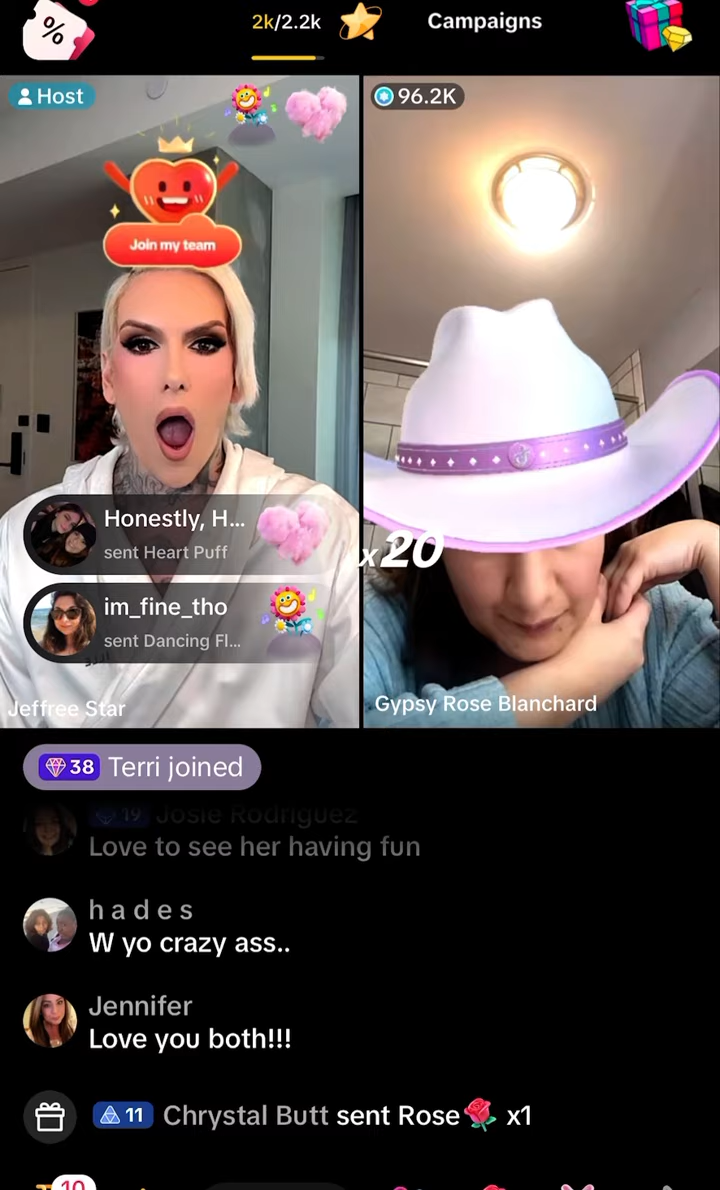 %
2k/2.2k
Campaigns
Host
96.2K
Join my team
Honestly, H...
sent Heart Puff
x20
im_fine_tho
sent Dancing Fl...
Jeffree Star
Gypsy Rose Blanchard
38 Terri joined
19 Josie Rodriguez
Love to see her having fun
h a d e s
W yo crazy ass..
Jennifer
Love you both!!!
11 Chrystal Butt sent Rose🌹 x1
10